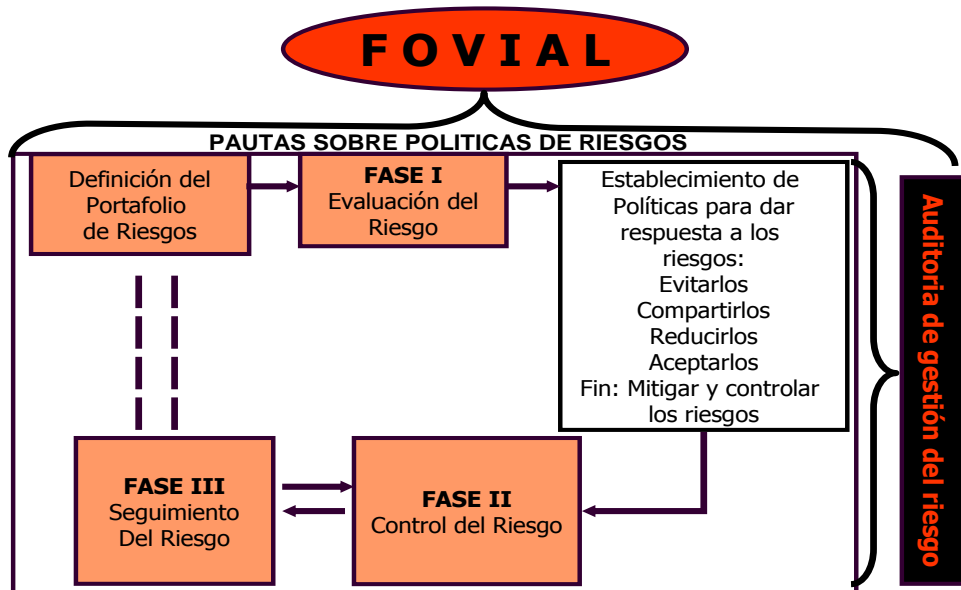 F O V I A L
PAUTAS SOBRE POLITICAS DE RIESGOS
Definición del
Portafolio
de Riesgos
FASE I
Evaluación del
Riesgo
Establecimiento de
Políticas para dar
respuesta a los
riesgos:
Evitarlos
Compartirlos
Reducirlos
Aceptarlos
Fin: Mitigar y controlar
los riesgos
FASE III
Seguimiento
Del Riesgo
FASE II
Control del Riesgo
Auditoria de gestión del riesgo